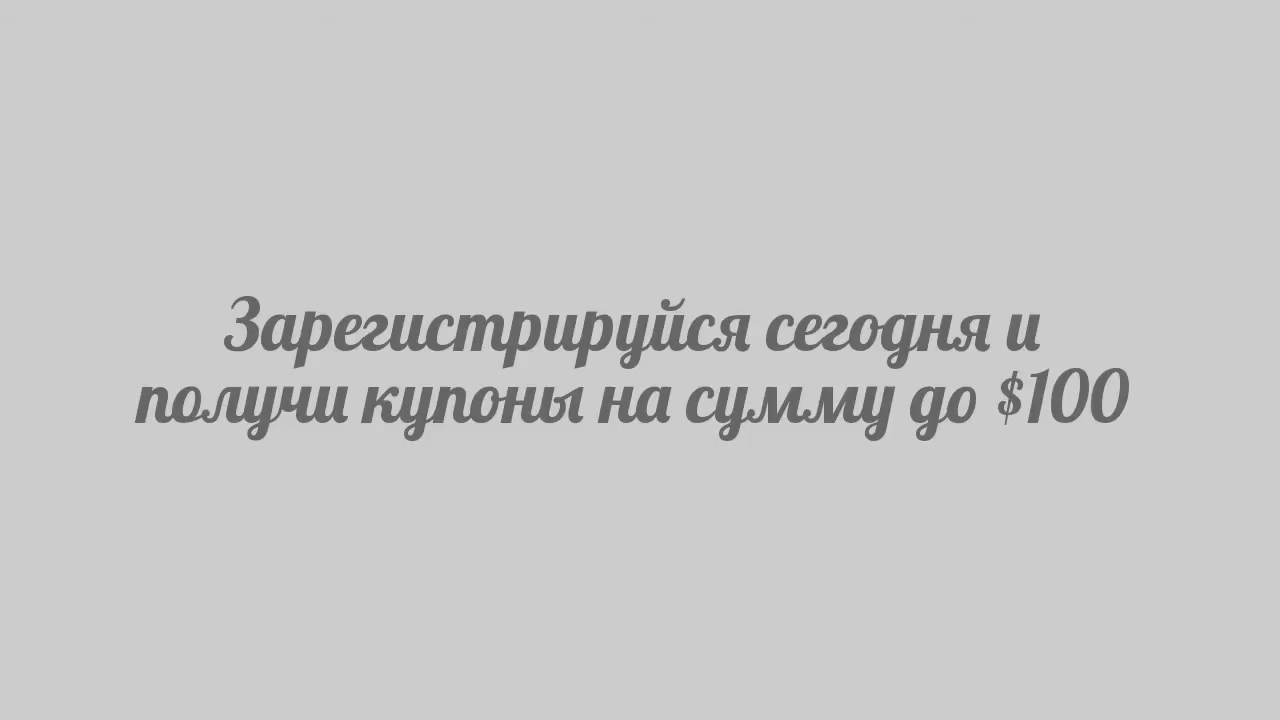 Зарегистрируйся сегодня и
получи купоны на сумму до $100